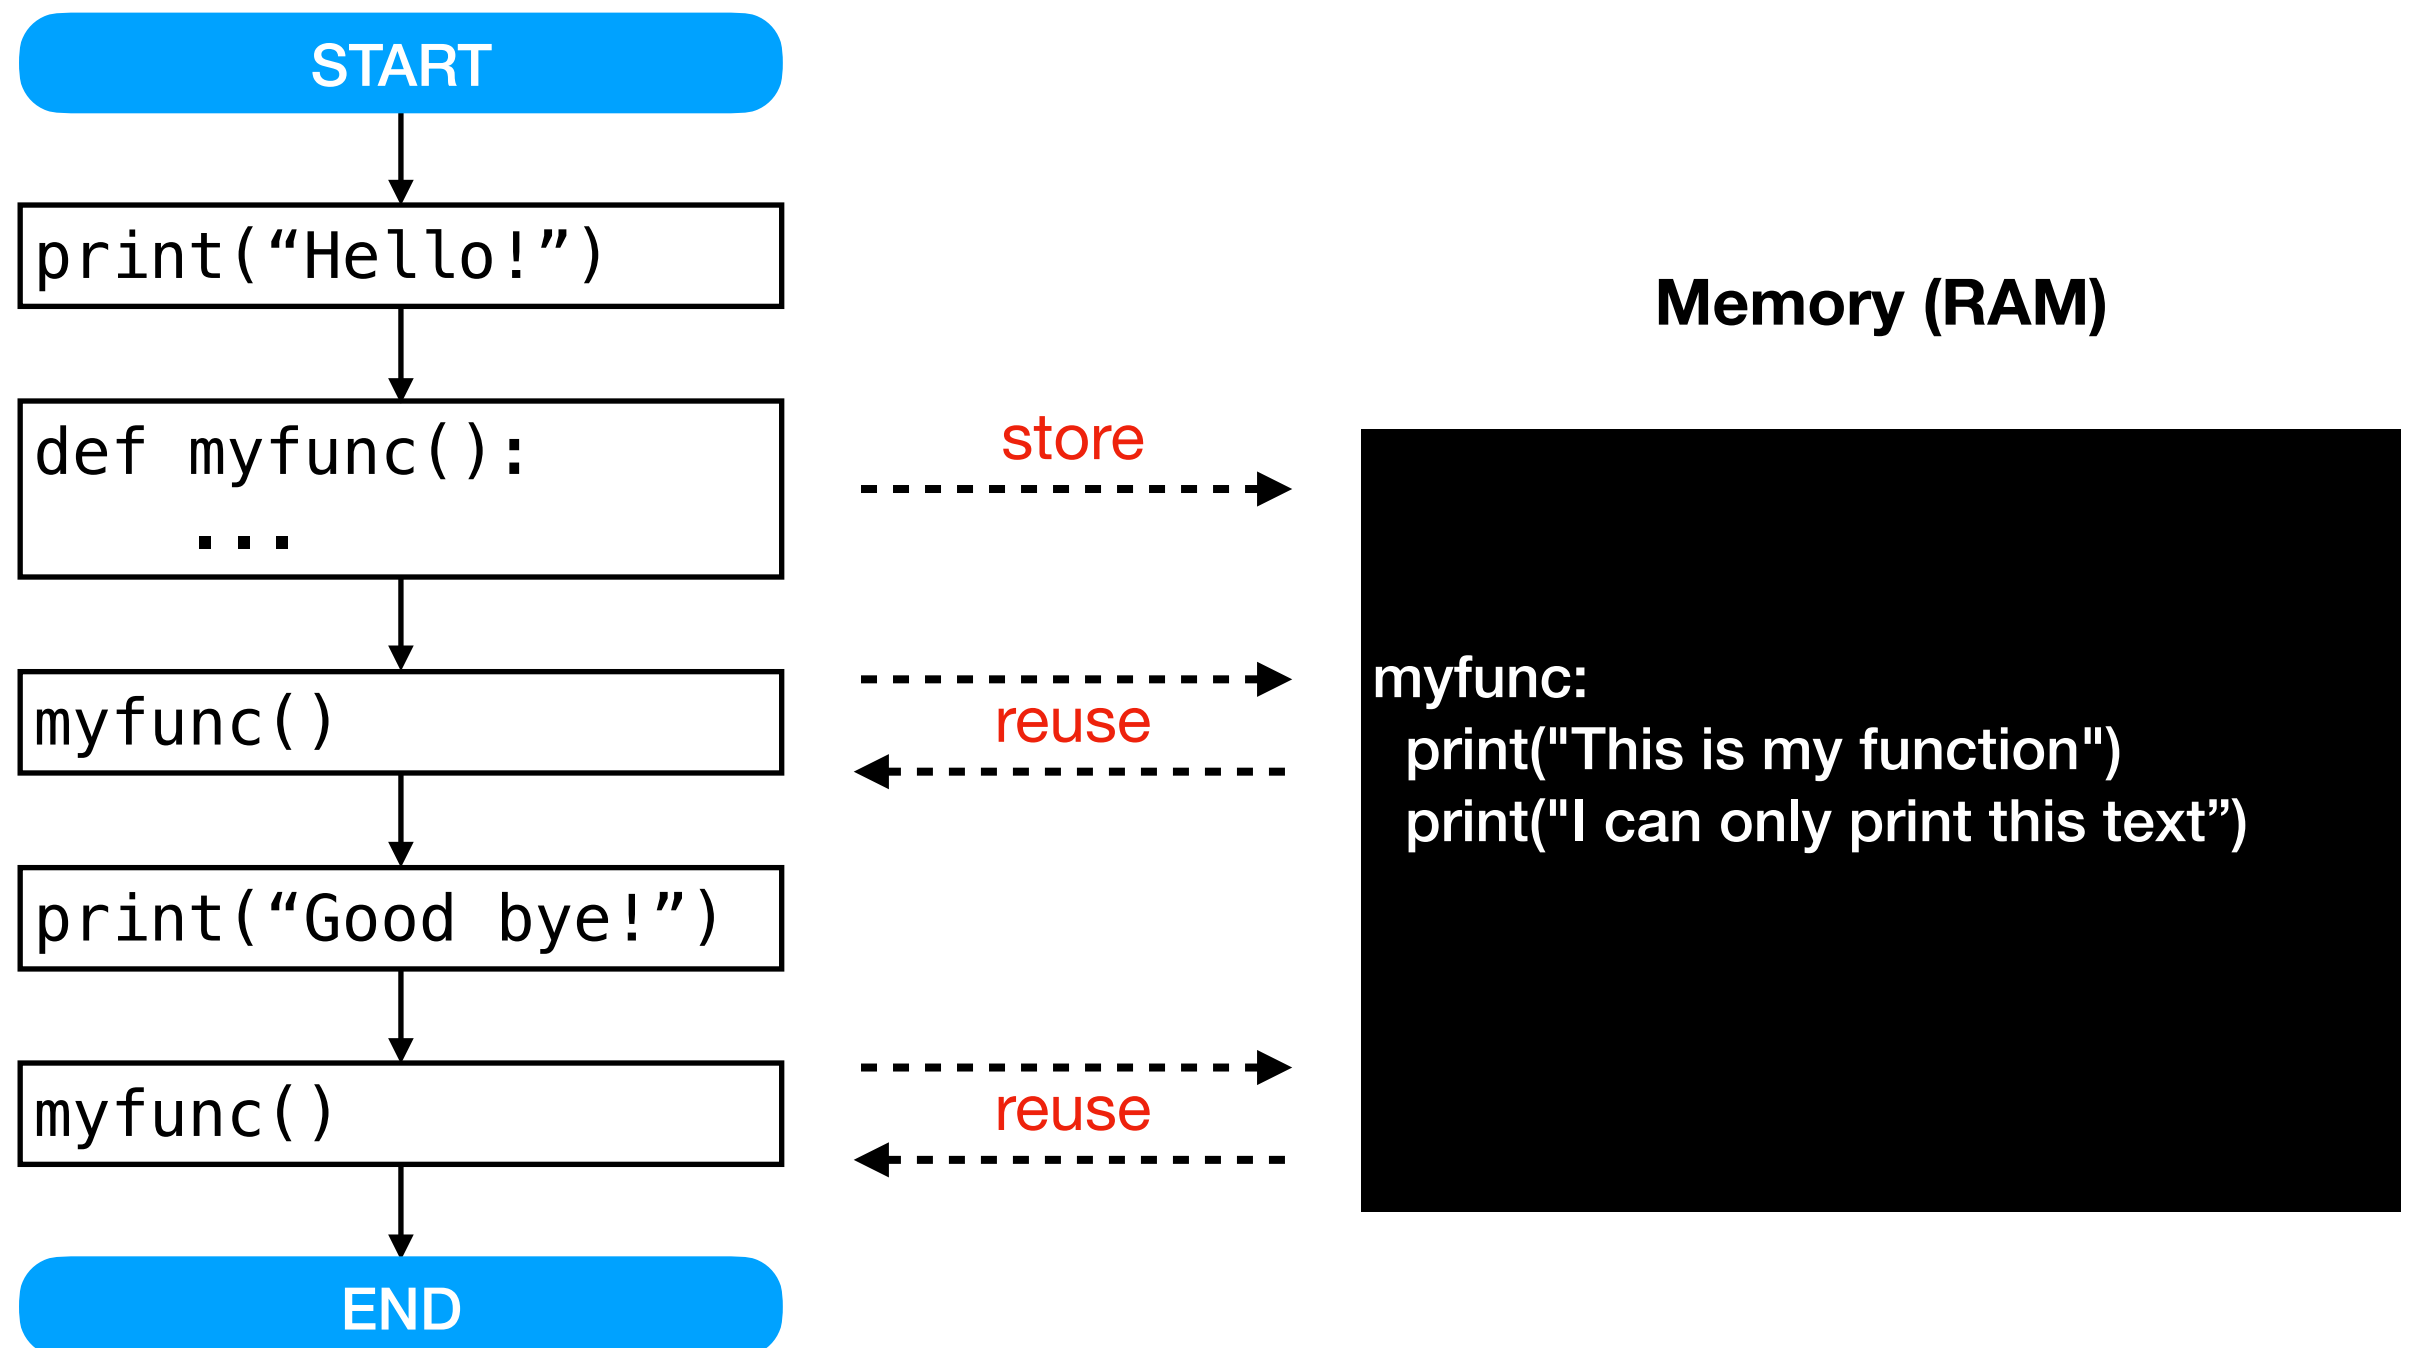 START
print(“Hello!”)
def myfunc():
...
myfunc()
print(“Good bye!”)
myfunc()
END
store
reuse
reuse
Memory (RAM)
myfunc:
print("This is my function")
print("I can only print this text”)